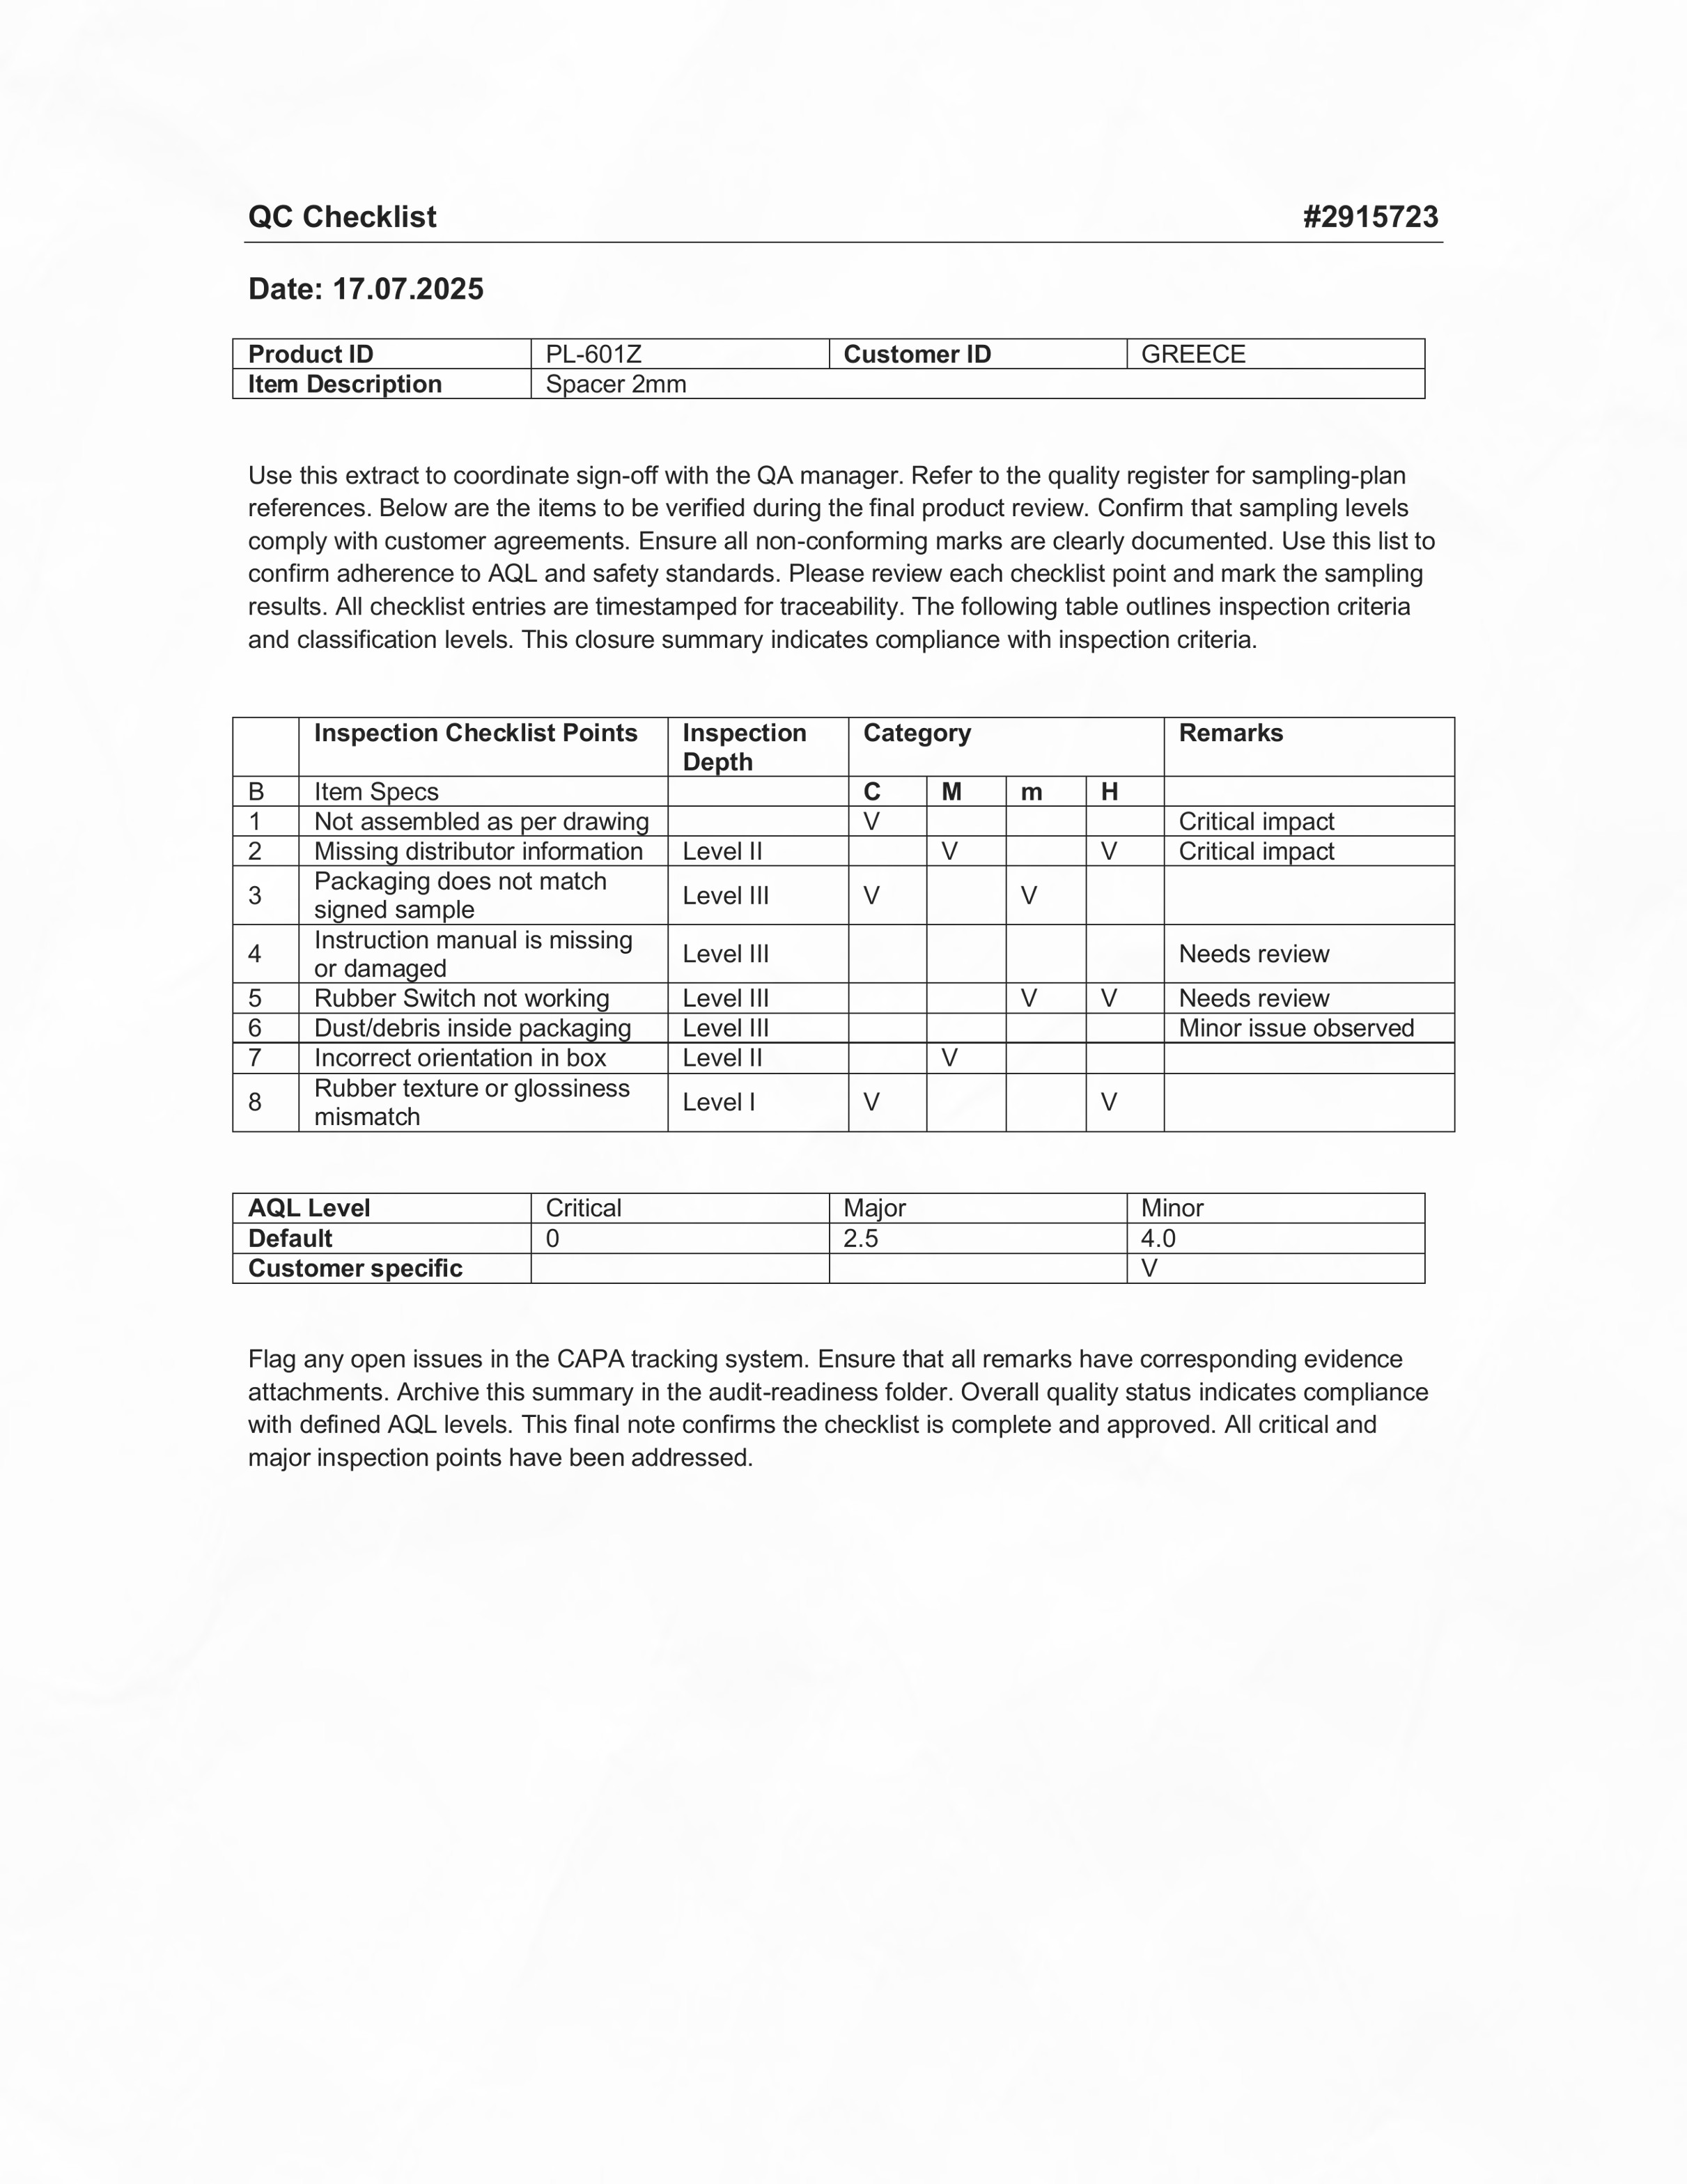 QC Checklist #2915723
Date: 17.07.2025
Product ID PL-601Z Customer ID GREECE
Item Description Spacer 2mm
Use this extract to coordinate sign-off with the QA manager. Refer to the quality register for sampling-plan
references. Below are the items to be verified during the final product review. Confirm that sampling levels
comply with customer agreements. Ensure all non-conforming marks are clearly documented. Use this list to
confirm adherence to AQL and safety standards. Please review each checklist point and mark the sampling
results. All checklist entries are timestamped for traceability. The following table outlines inspection criteria
and classification levels. This closure summary indicates compliance with inspection criteria.
Inspection Checklist Points Inspection Category Remarks
Depth
B Item Specs C M m H
1 Not assembled as per drawing V Critical impact
2 Missing distributor information Level II V V Critical impact
Packaging does not match
3 Level III V V
signed sample
Instruction manual is missing
4 Level III Needs review
or damaged
5 Rubber Switch not working Level III V V Needs review
6 Dust/debris inside packaging Level III Minor issue observed
7 Incorrect orientation in box Level II V
Rubber texture or glossiness
8 Level I V V
mismatch
AQL Level Critical Major Minor
Default 0 2.5 4.0
Customer specific V
Flag any open issues in the CAPA tracking system. Ensure that all remarks have corresponding evidence
attachments. Archive this summary in the audit-readiness folder. Overall quality status indicates compliance
with defined AQL levels. This final note confirms the checklist is complete and approved. All critical and
major inspection points have been addressed.